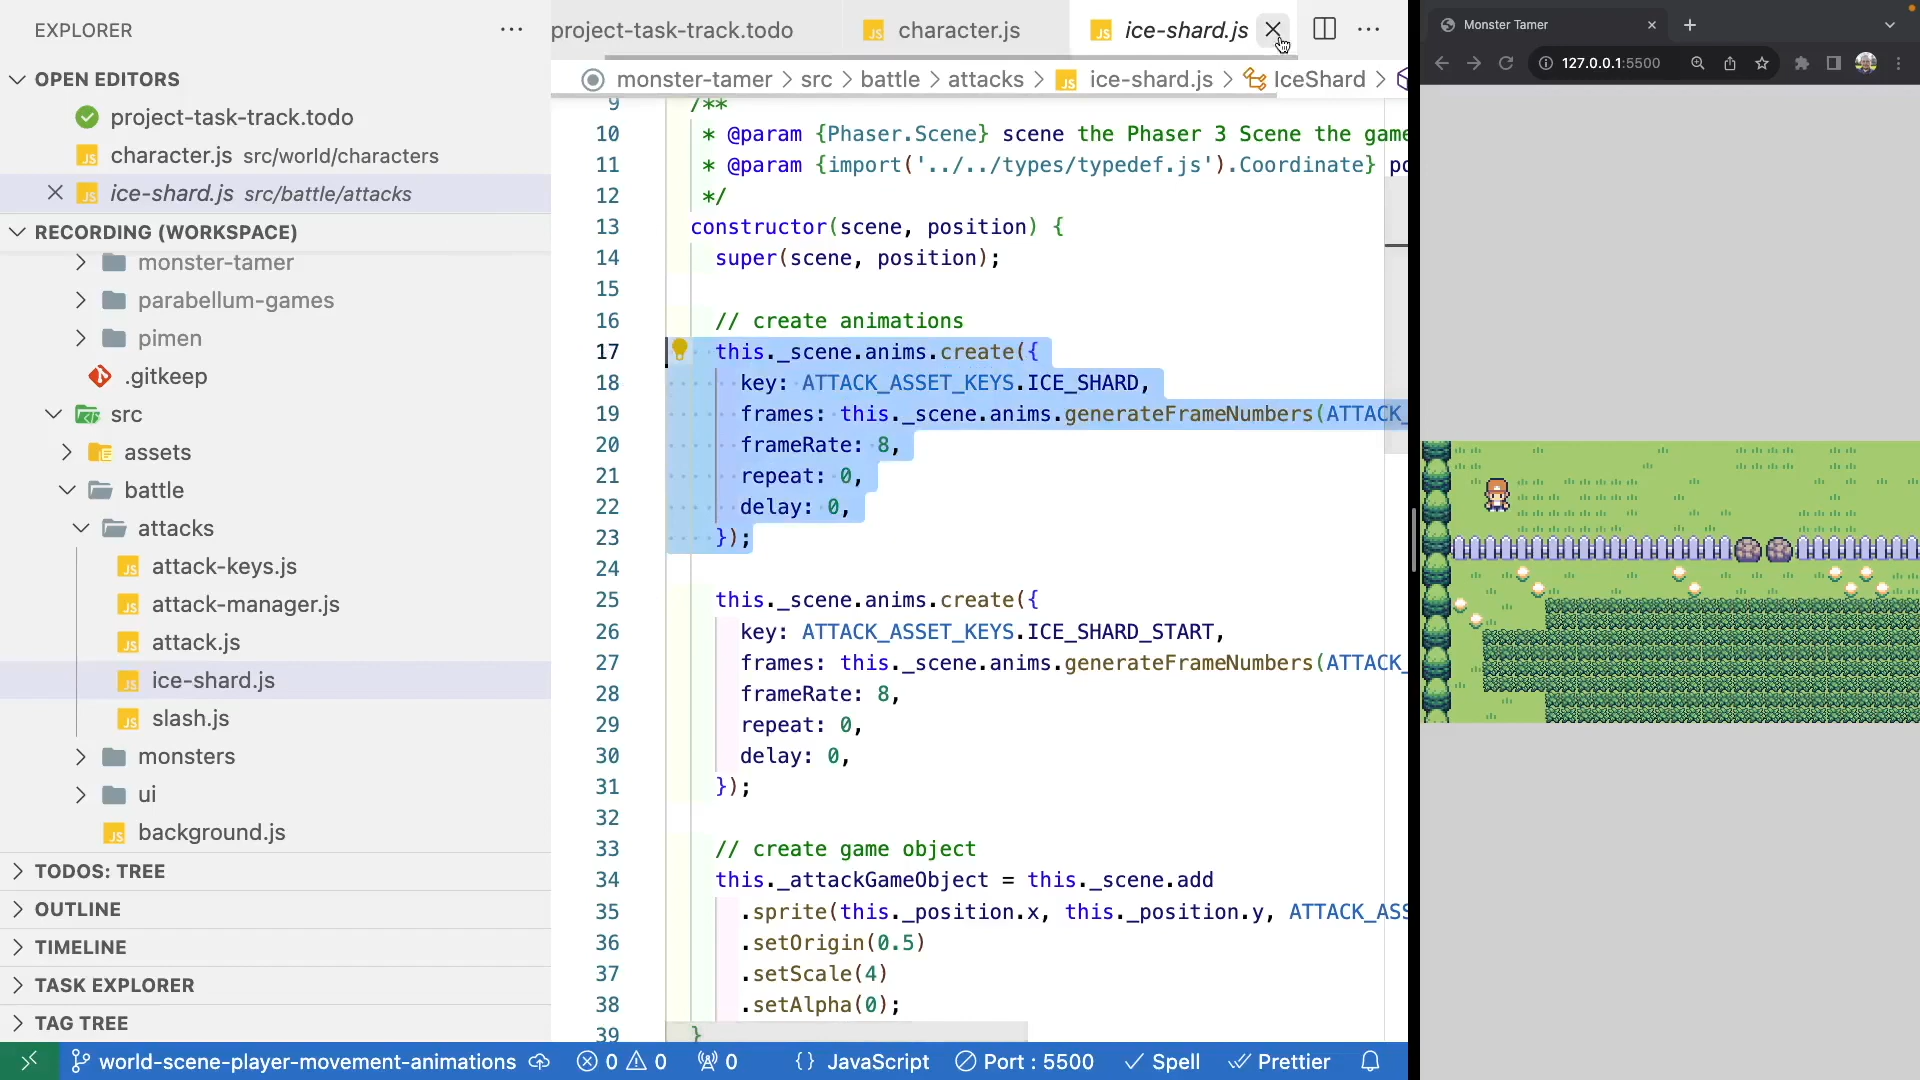 EXPLORER
OPEN EDITORS
project-task-track.todo
character.js src/world/characters
ice-shard.js src/battle/attacks
RECORDING (WORKSPACE)
monster-tamer
parabellum-games
pimen
.gitkeep
src
assets
battle
attacks
attack-keys.js
attack-manager.js
attack.js
ice-shard.js
slash.js
monsters
ui
background.js
TODOS: TREE
OUTLINE
TIMELINE
TASK EXPLORER
TAG TREE
project-task-track.todo
character.js
ice-shard.js
monster-tamer > src > battle > attacks > ice-shard.js > IceShard >
9 /**
10 * @param {Phaser.Scene} scene the Phaser 3 Scene the game
11 * @param {import('../../types/typedef.js').Coordinate} po
12 */
13 constructor(scene, position) {
14 super(scene, position);
15
16 // create animations
17 this._scene.anims.create({
18 key: ATTACK_ASSET_KEYS.ICE_SHARD,
19 frames: this._scene.anims.generateFrameNumbers(ATTACK_
20 frameRate: 8,
21 repeat: 0,
22 delay: 0,
23 });
24
25 this._scene.anims.create({
26 key: ATTACK_ASSET_KEYS.ICE_SHARD_START,
27 frames: this._scene.anims.generateFrameNumbers(ATTACK_
28 frameRate: 8,
29 repeat: 0,
30 delay: 0,
31 });
32
33 // create game object
34 this._attackGameObject = this._scene.add
35 .sprite(this._position.x, this._position.y, ATTACK_ASS
36 .setOrigin(0.5)
37 .setScale(4)
38 .setAlpha(0);
39 }
world-scene-player-movement-animations 0 0 0 {} JavaScript Port : 5500 Spell Prettier
Monster Tamer
127.0.0.1:5500